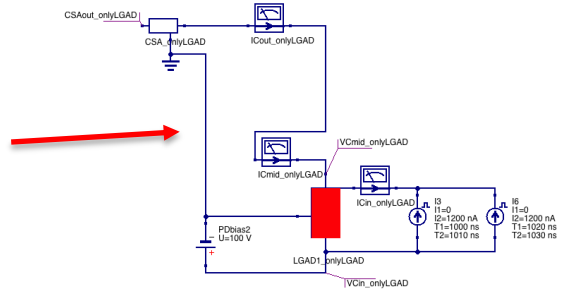 CSAout_onlyLGAD
CSA_onlyLGAD
ICout_onlyLGAD
VCmid_onlyLGAD
ICmid_onlyLGAD
ICin_onlyLGAD
I3
I1=0
I2=1200 nA
T1=1000 ns
T2=1010 ns
I6
I1=0
I2=1200 nA
T1=1020 ns
T2=1030 ns
PDbias2
U=100 V
LGAD1_onlyLGAD
VCin_onlyLGAD